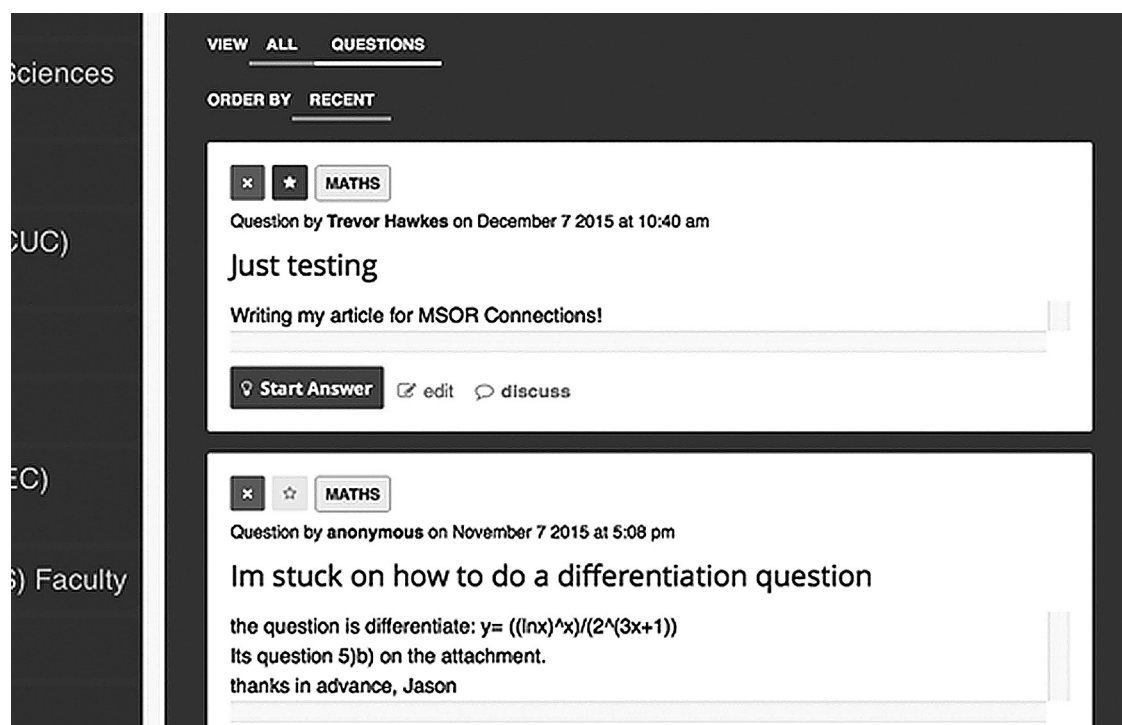 Sciences
CUC)
EC)
S) Faculty
VIEW ALL QUESTIONS
ORDER BY RECENT
MATHS
Question by Trevor Hawkes on December 7 2015 at 10:40 am
Just testing
Writing my article for MSOR Connections!
Start Answer edit discuss
MATHS
Question by anonymous on November 7 2015 at 5:08 pm
Im stuck on how to do a differentiation question
the question is differentiate: y= ((lnx)^x)/(2^(3x+1))
Its question 5)b) on the attachment.
thanks in advance, Jason